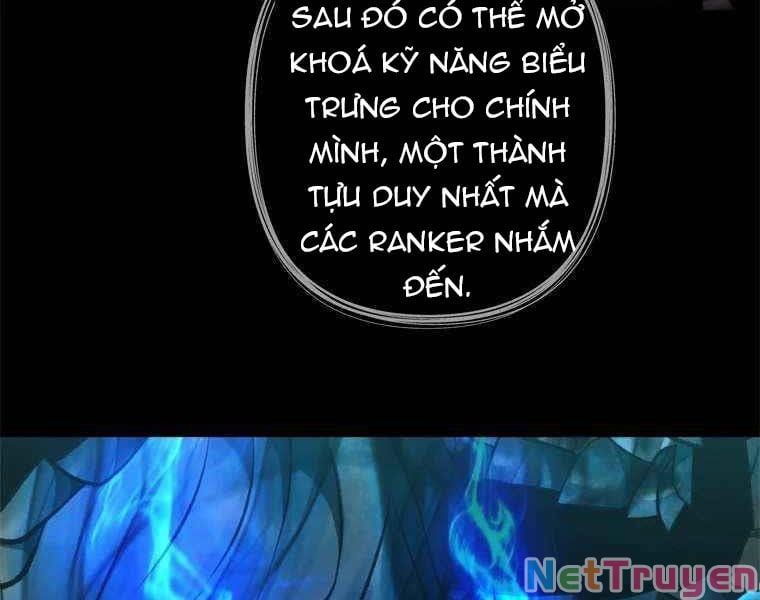 SAU ĐÓ CÓ THỂ MỞ
KHOÁ KỸ NĂNG BIỂU
TRƯNG CHO CHÍNH
MÌNH, MỘT THÀNH
TỰU DUY NHẤT MÀ
CÁC RANKER NHẮM
ĐẾN.
NetTruyen